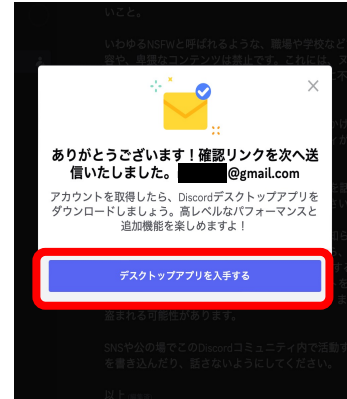 いこと。
いわゆるNSFWと呼ばれるような、職場や学校など
ありがとうございます！確認リンクを次へ送
信いたしました。@gmail.com
アカウントを取得したら、Discordデスクトップアプリを
ダウンロードしましょう。高レベルなパフォーマンスと
追加機能を楽しめますよ！
デスクトップアプリを入手する
盗まれる可能性があります。
SNSや公の場でこのDiscordコミュニティ内で活動す
を書き込んだり、話さないようにしてください。
以上